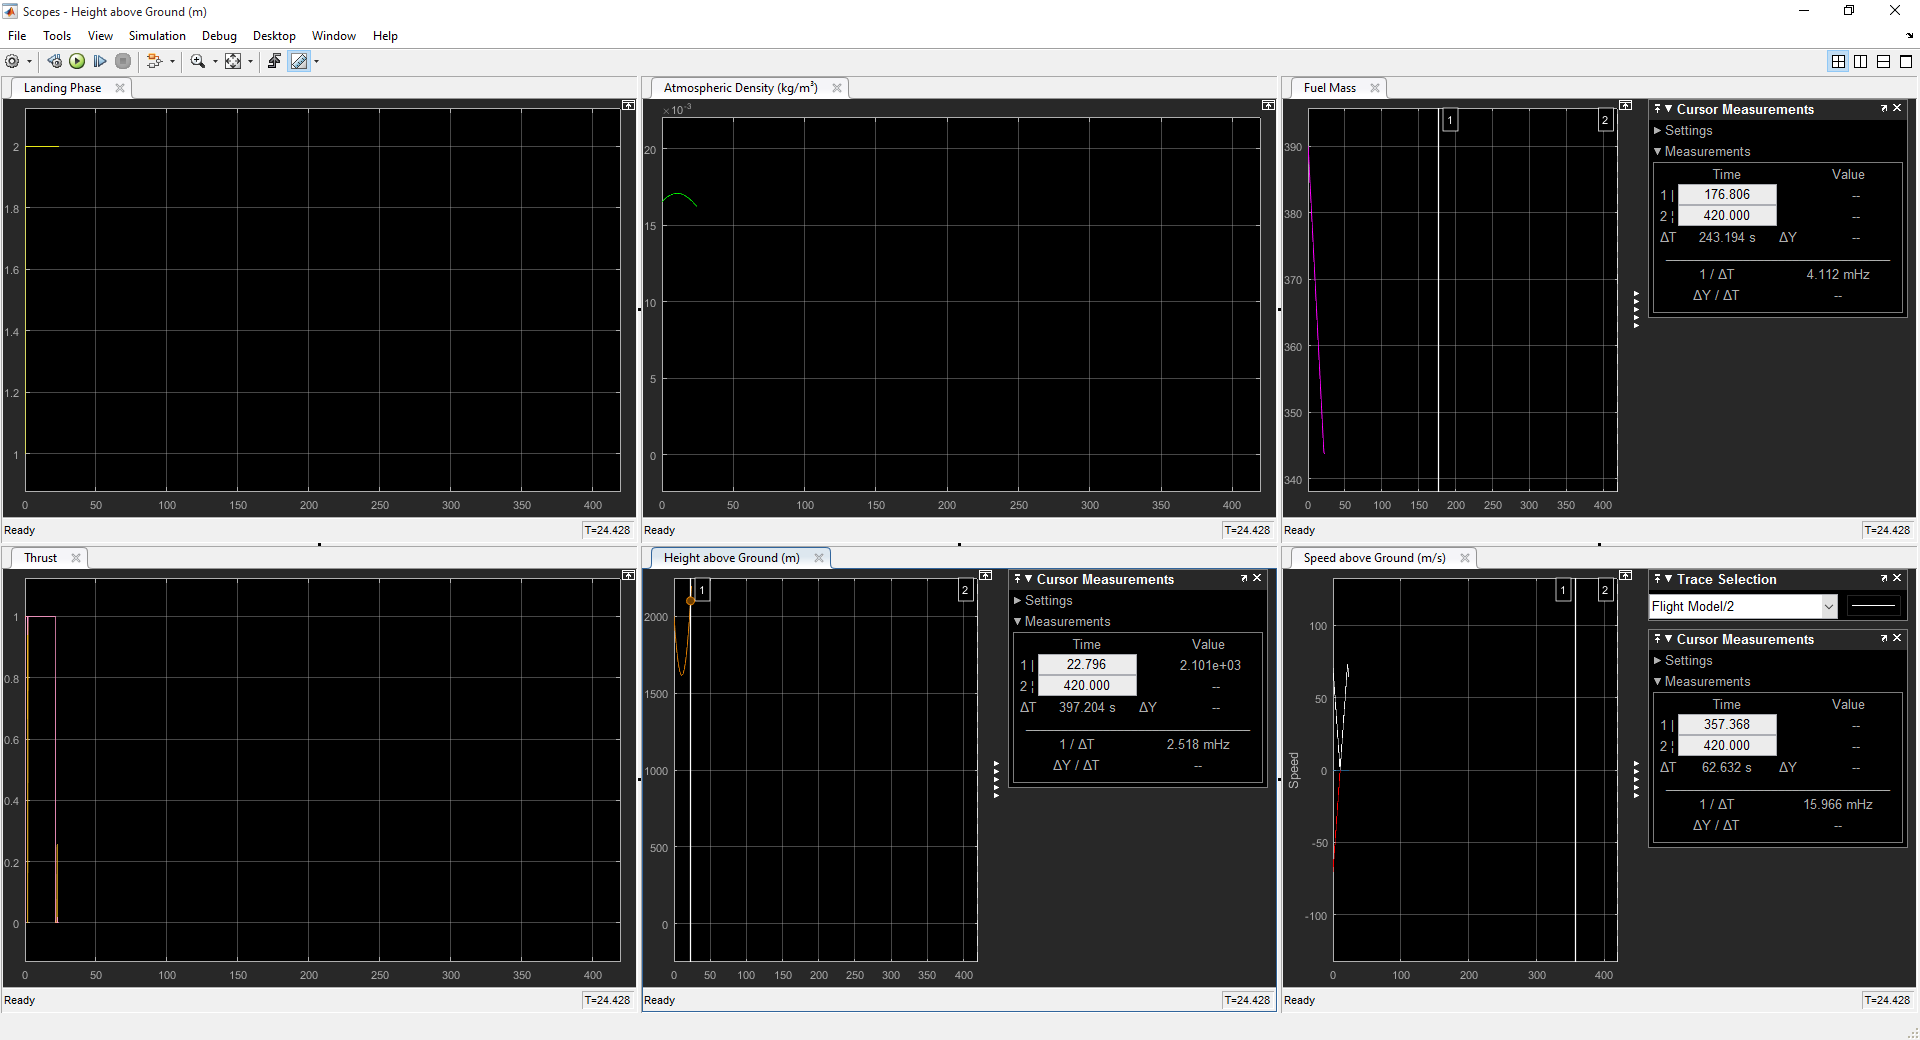 Scopes - Height above Ground (m)
File Tools View Simulation Debug Desktop Window Help
Landing Phase
2
1.8
1.6
1.4
1.2
1
0 50 100 150 200 250 300 350 400
Ready T=24.428
Atmospheric Density (kg/m³)
×10⁻³
20
15
10
5
0
0 50 100 150 200 250 300 350 400
Ready T=24.428
Fuel Mass
390
380
370
360
350
340
0 50 100 150 200 250 300 350 400
1 2
Cursor Measurements
Settings
Measurements
Time Value
1 | 176.806 --
2 ¦ 420.000 --
ΔT 243.194 s ΔY --
1 / ΔT 4.112 mHz
ΔY / ΔT --
Ready T=24.428
Thrust
1
0.8
0.6
0.4
0.2
0
0 50 100 150 200 250 300 350 400
Ready T=24.428
Height above Ground (m)
1 2
2000
1500
1000
500
0
0 50 100 150 200 250 300 350 400
Cursor Measurements
Settings
Measurements
Time Value
1 | 22.796 2.101e+03
2 ¦ 420.000 --
ΔT 397.204 s ΔY --
1 / ΔT 2.518 mHz
ΔY / ΔT --
Ready T=24.428
Speed above Ground (m/s)
1 2
100
50
0
-50
-100
Speed
0 100 200 300 400
Trace Selection
Flight Model/2
Cursor Measurements
Settings
Measurements
Time Value
1 | 357.368 --
2 ¦ 420.000 --
ΔT 62.632 s ΔY --
1 / ΔT 15.966 mHz
ΔY / ΔT --
Ready T=24.428